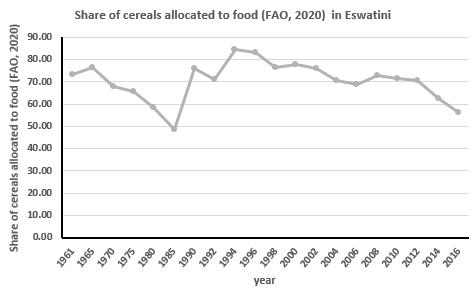 Share of cereals allocated to food (FAO, 2020) in Eswatini
Share of cereals allocated to food (FAO, 2020)
90.00
80.00
70.00
60.00
50.00
40.00
30.00
20.00
10.00
0.00
1961 1965 1970 1975 1980 1985 1990 1992 1994 1996 1998 2000 2002 2004 2006 2008 2010 2012 2014 2016
year